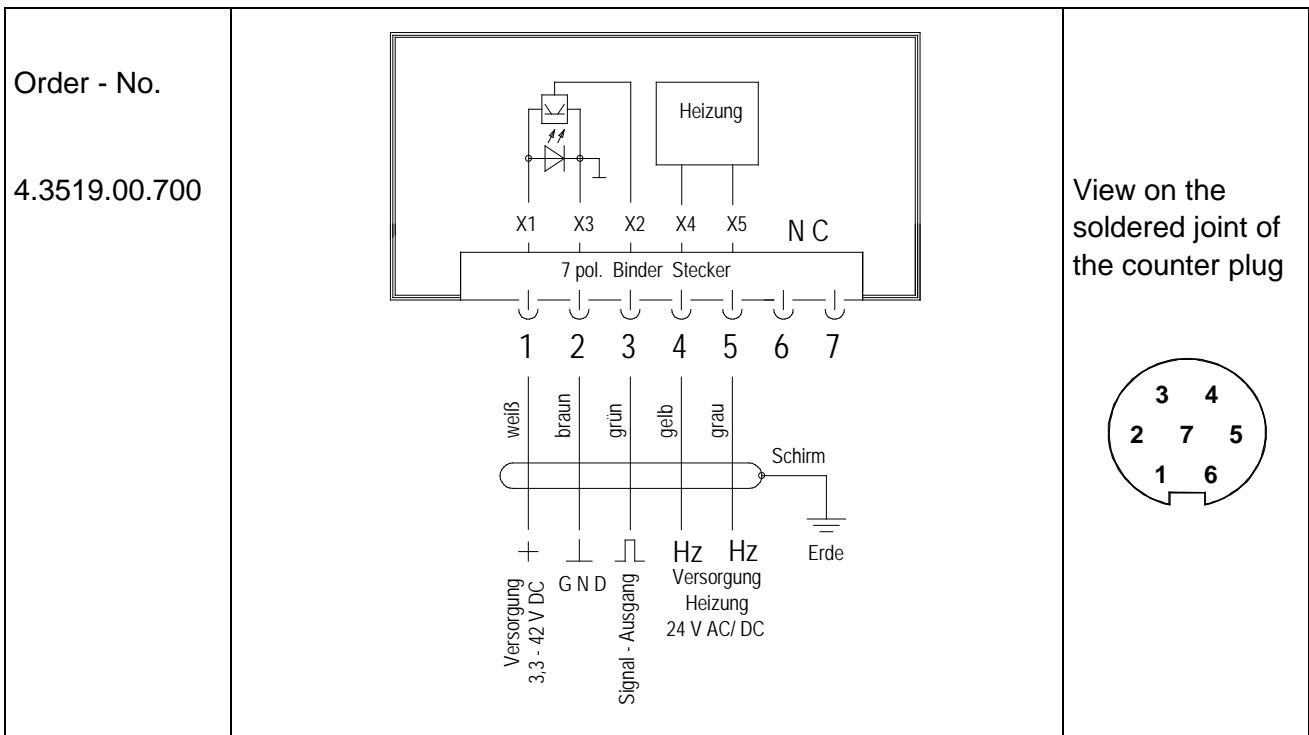 Order - No.
4.3519.00.700
Heizung
X1 X3 X2 X4 X5 N C
7 pol. Binder Stecker
1 2 3 4 5 6 7
weiß
braun
grün
gelb
grau
Schirm
Erde
Versorgung
3,3 - 42 V DC
G N D
Signal - Ausgang
Hz Hz
Versorgung
Heizung
24 V AC/ DC
View on the
soldered joint of
the counter plug
3 4
2 7 5
1 6